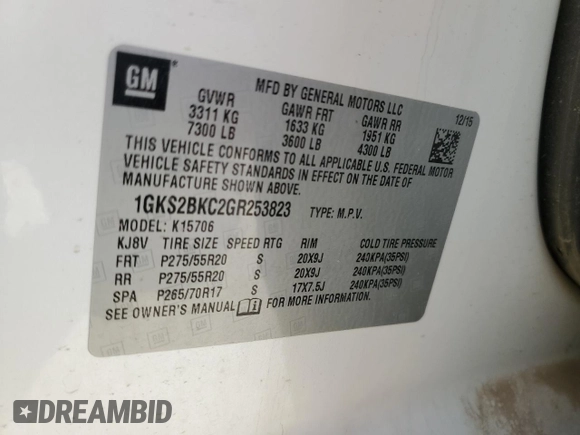 GM
MFD BY GENERAL MOTORS LLC
12/15
GVWR GAWR FRT GAWR RR
3311 KG 1633 KG 1951 KG
7300 LB 3600 LB 4300 LB
THIS VEHICLE CONFORMS TO ALL APPLICABLE U.S. FEDERAL MOTOR
VEHICLE SAFETY STANDARDS IN EFFECT ON THE DATE OF
MANUFACTURE SHOWN ABOVE.
1GKS2BKC2GR253823 TYPE: M.P.V.
MODEL: K15706
KJ8V TIRE SIZE SPEED RTG RIM COLD TIRE PRESSURE
FRT P275/55R20 S 20X9J 240KPA(35PSI)
RR P275/55R20 S 20X9J 240KPA(35PSI)
SPA P265/70R17 S 17X7.5J 240KPA(35PSI)
SEE OWNER'S MANUAL FOR MORE INFORMATION.
DREAMBID